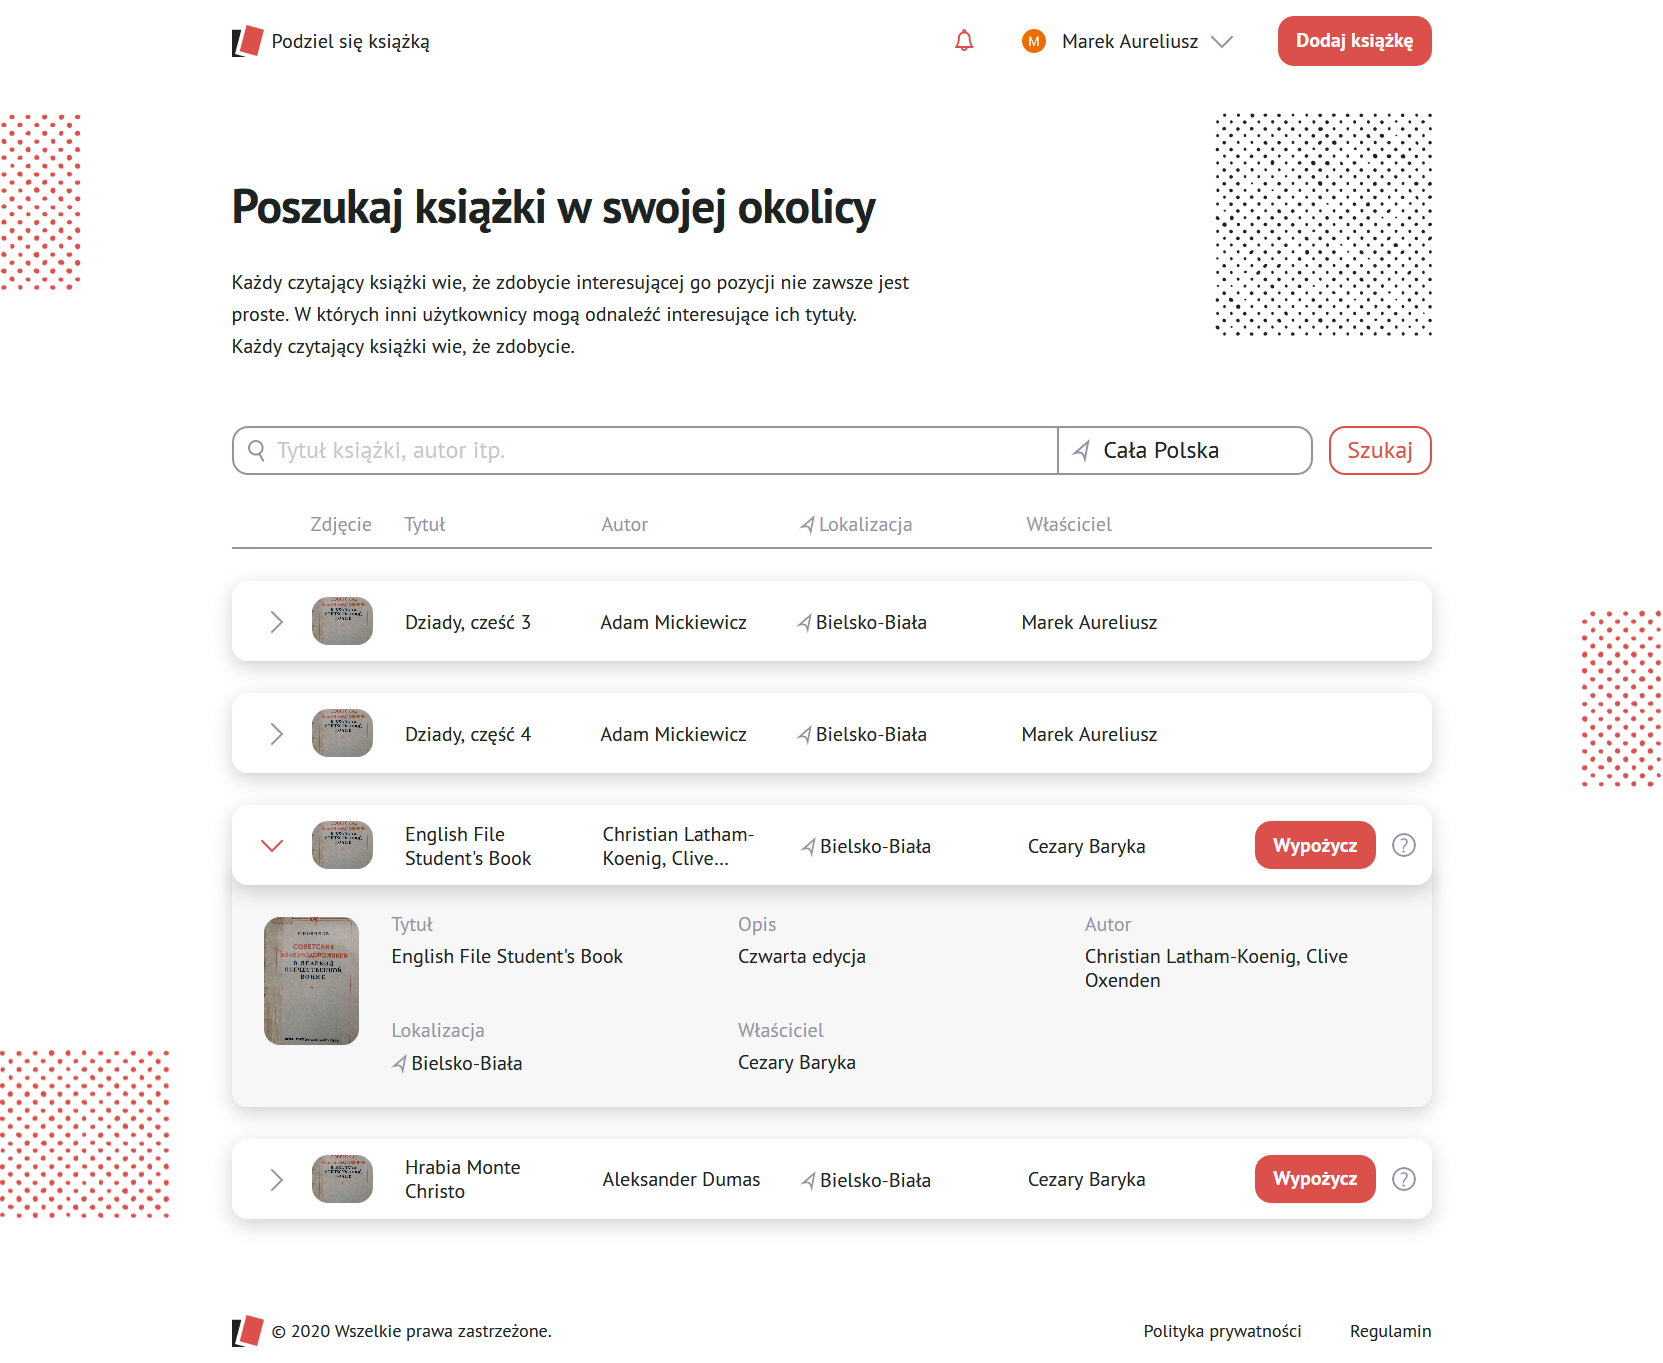 Podziel się książką
M Marek Aureliusz
Dodaj książkę
Poszukaj książki w swojej okolicy
Każdy czytający książki wie, że zdobycie interesującej go pozycji nie zawsze jest
proste. W których inni użytkownicy mogą odnaleźć interesujące ich tytuły.
Każdy czytający książki wie, że zdobycie.
Tytuł książki, autor itp.
Cała Polska
Szukaj
Zdjęcie Tytuł Autor Lokalizacja Właściciel
Dziady, cześć 3 Adam Mickiewicz Bielsko-Biała Marek Aureliusz
Dziady, część 4 Adam Mickiewicz Bielsko-Biała Marek Aureliusz
English File
Student's Book
Christian Latham-
Koenig, Clive...
Bielsko-Biała Cezary Baryka Wypożycz ?
Tytuł Opis Autor
English File Student's Book Czwarta edycja Christian Latham-Koenig, Clive
Oxenden
СОВЕТСКИЕ
ЖЕЛЕЗНОДОРОЖНИКИ
В ВЕЛИКОЙ
ОТЕЧЕСТВЕННОЙ
ВОЙНЕ
Lokalizacja Właściciel
Bielsko-Biała Cezary Baryka
Hrabia Monte
Christo
Aleksander Dumas Bielsko-Biała Cezary Baryka Wypożycz ?
© 2020 Wszelkie prawa zastrzeżone.
Polityka prywatności Regulamin